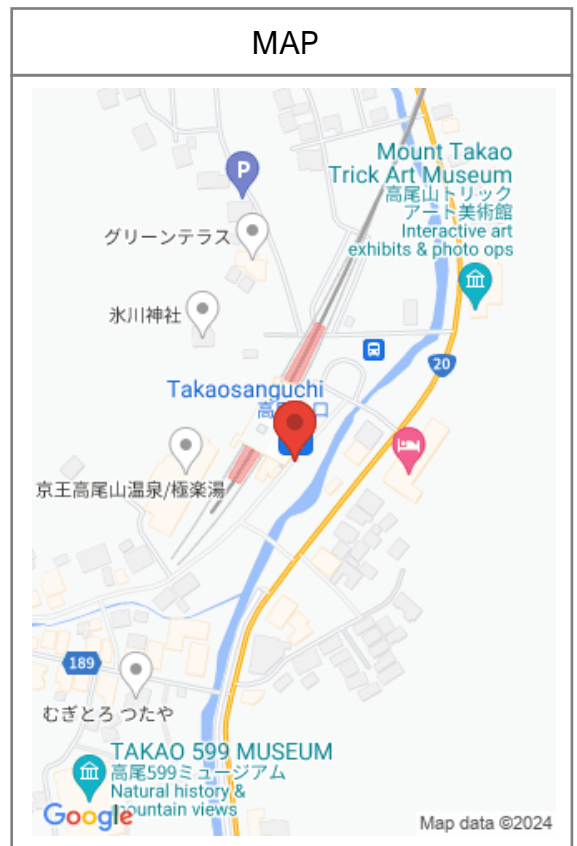 MAP
P
Mount Takao
Trick Art Museum
高尾山トリック
アート美術館
Interactive art
exhibits & photo ops
グリーンテラス
氷川神社
20
Takaosanguchi
京王高尾山温泉/極楽湯
189
むぎとろ つたや
TAKAO 599 MUSEUM
高尾599ミュージアム
Natural history &
mountain views
Google
Map data ©2024